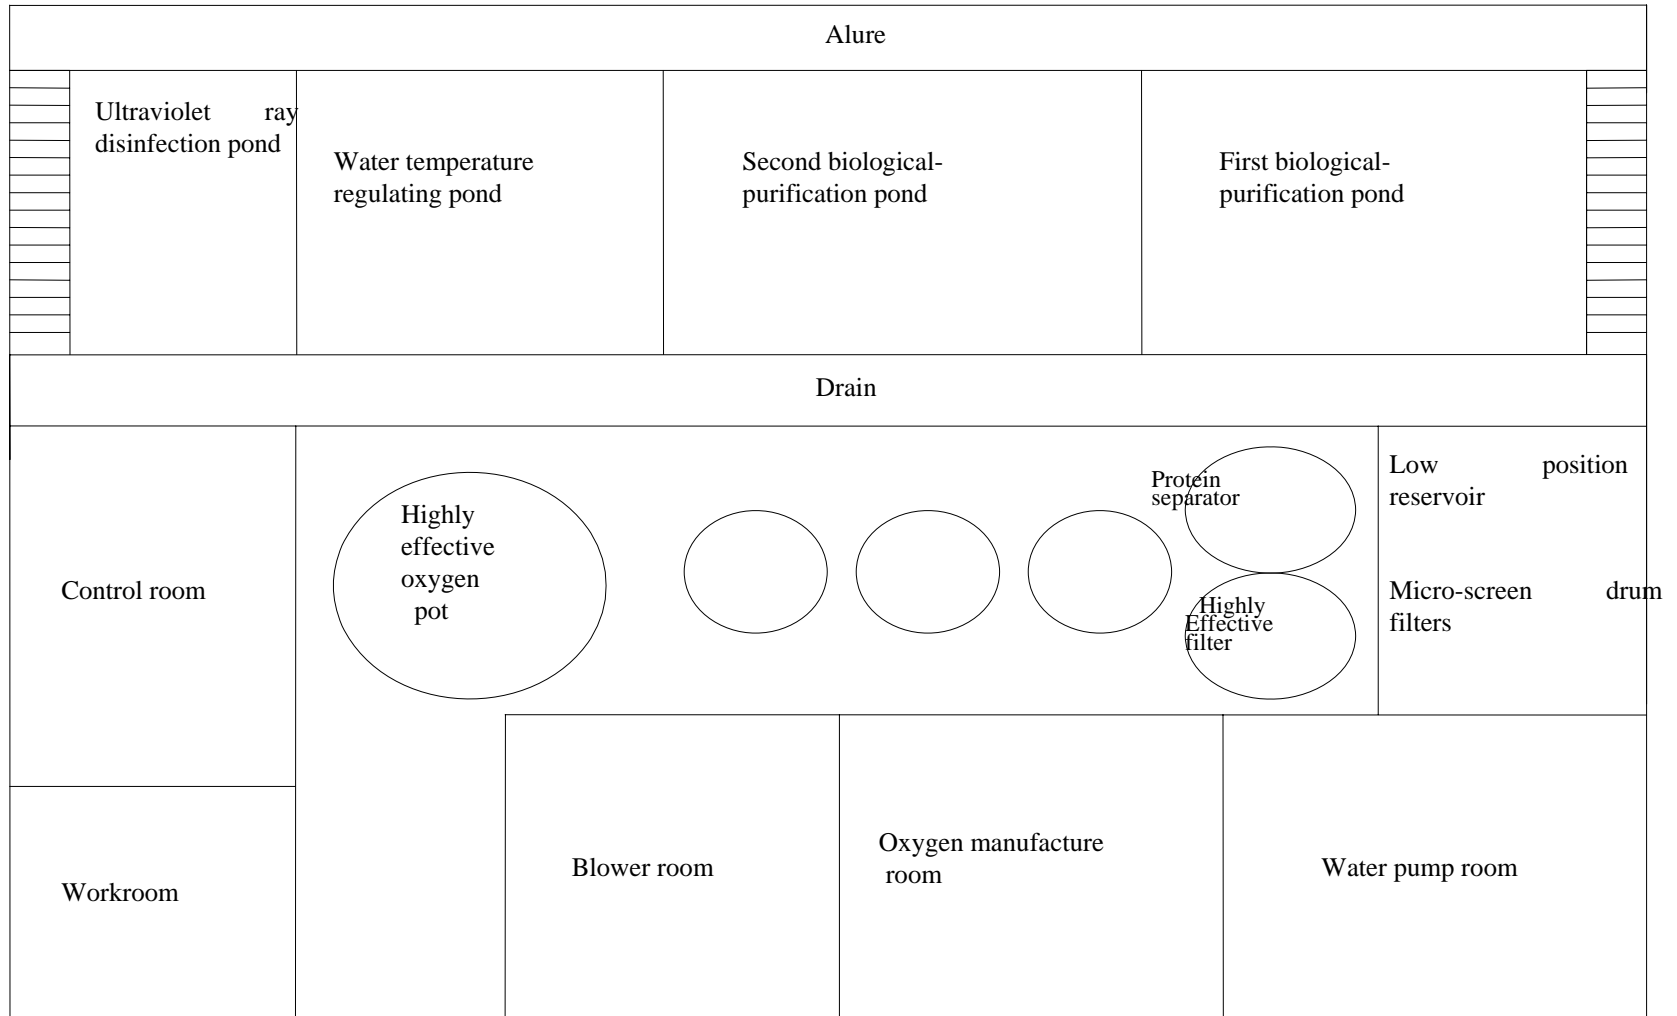 Alure
Ultraviolet ray
disinfection pond
Water temperature
regulating pond
Second biological-
purification pond
First biological-
purification pond
Drain
Control room
Highly
effective
oxygen
pot
Protein
separator
Highly
Effective
filter
Low position
reservoir
Micro-screen drum
filters
Workroom
Blower room
Oxygen manufacture
room
Water pump room